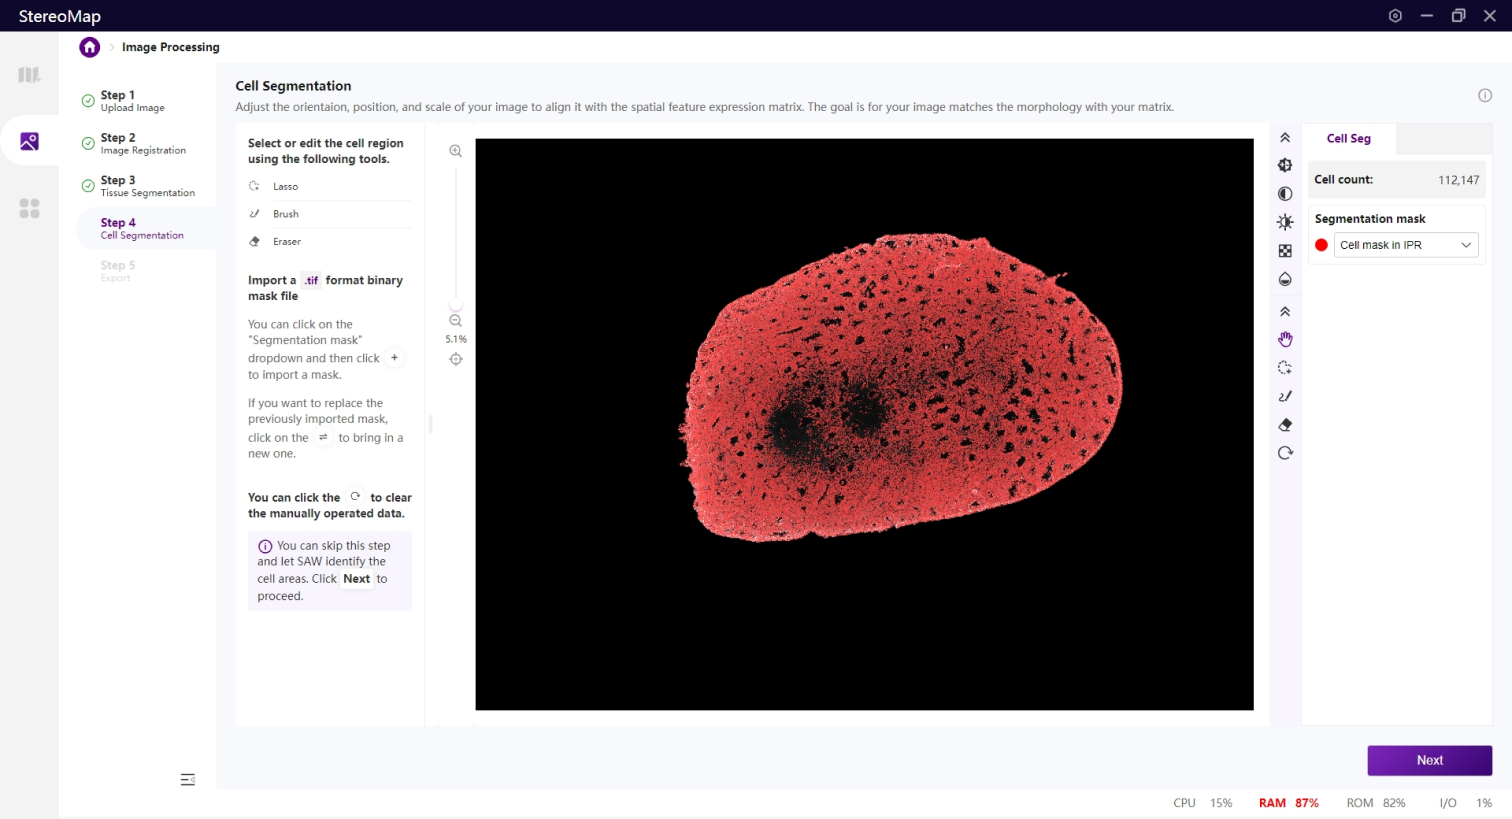 StereoMap
Image Processing
Step 1
Upload Image
Step 2
Image Registration
Step 3
Tissue Segmentation
Step 4
Cell Segmentation
Step 5
Export
Cell Segmentation
Adjust the orientaion, position, and scale of your image to align it with the spatial feature expression matrix. The goal is for your image matches the morphology with your matrix.
Select or edit the cell region
using the following tools.
Lasso
Brush
Eraser
Import a .tif format binary
mask file
You can click on the
"Segmentation mask"
dropdown and then click +
to import a mask.
If you want to replace the
previously imported mask,
click on the ⇌ to bring in a
new one.
You can click the ⟳ to clear
the manually operated data.
You can skip this step
and let SAW identify the
cell areas. Click Next to
proceed.
5.1%
Cell Seg
Cell count: 112,147
Segmentation mask
Cell mask in IPR
Next
CPU 15% RAM 87% ROM 82% I/O 1%